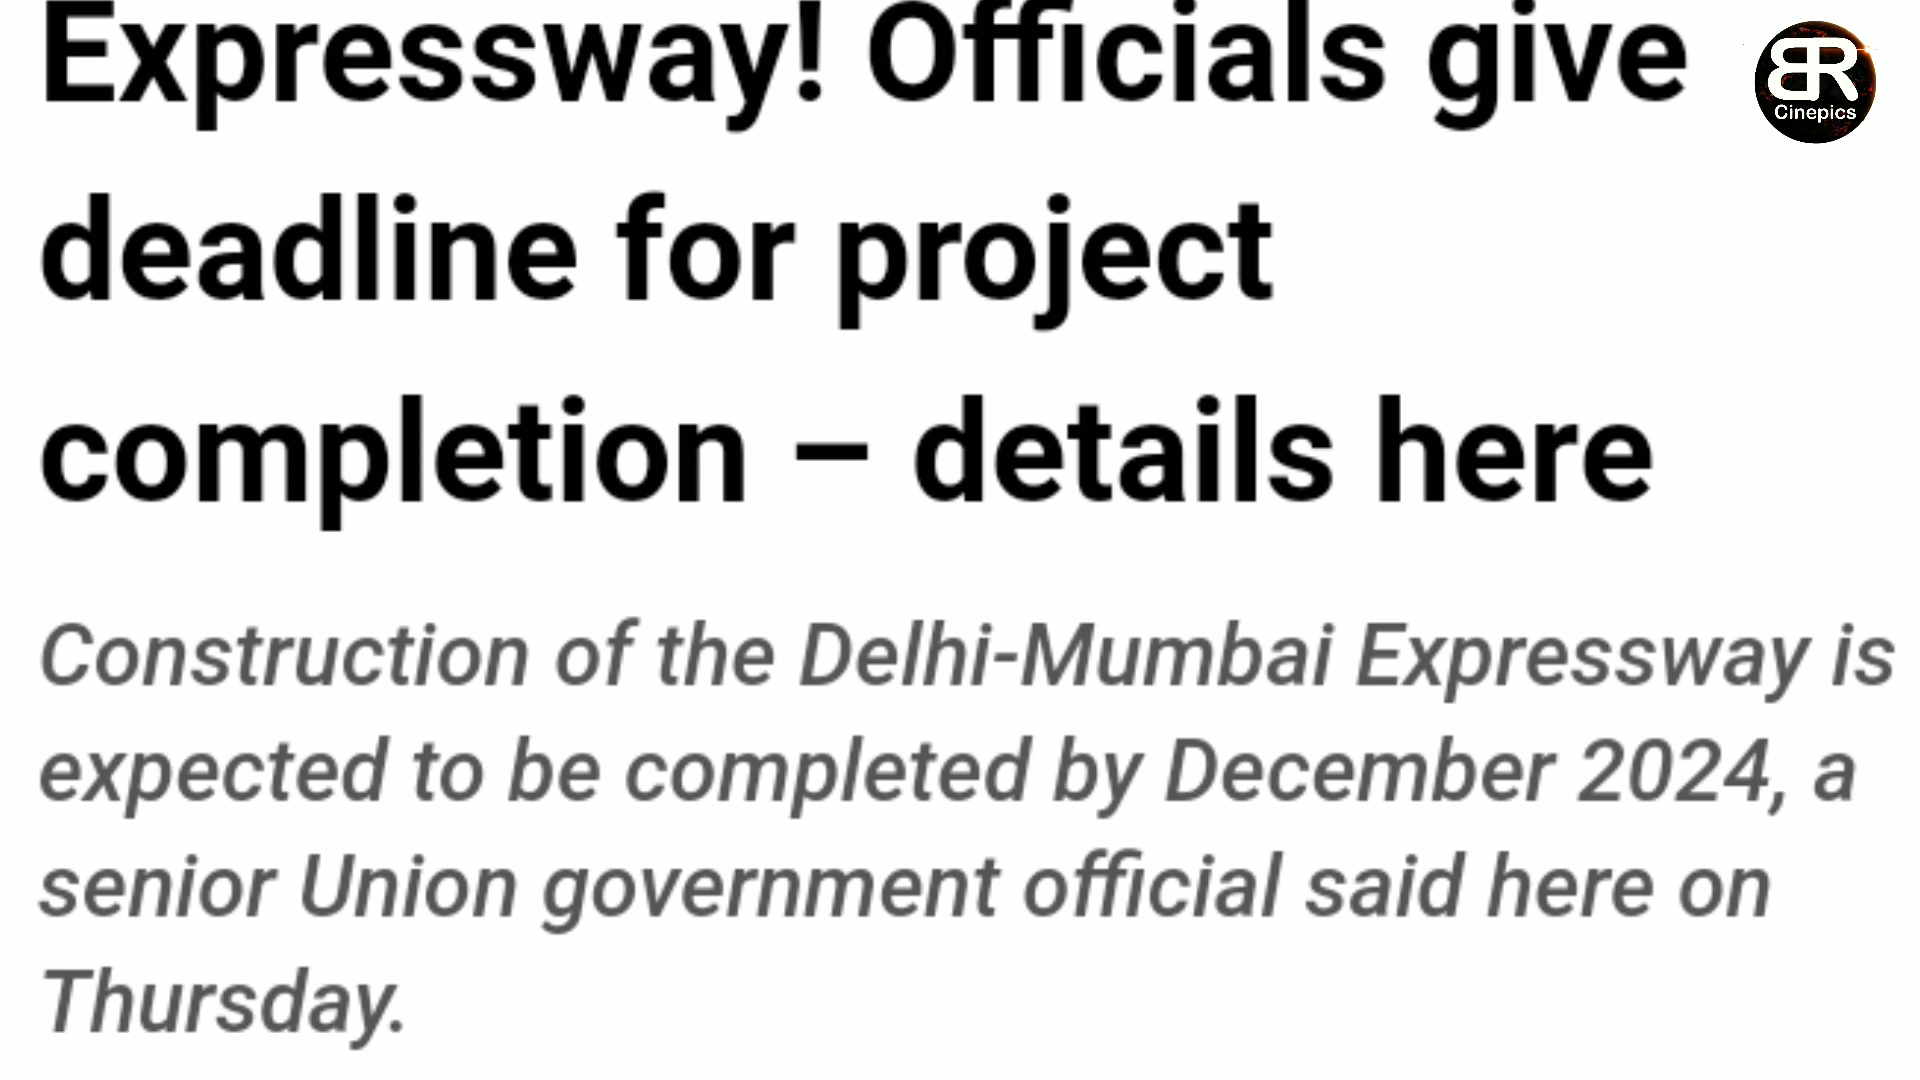 Expressway! Officials give
BR
Cinepics
deadline for project
completion – details here
Construction of the Delhi-Mumbai Expressway is
expected to be completed by December 2024, a
senior Union government official said here on
Thursday.